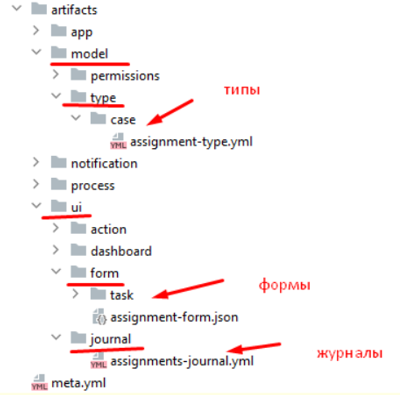 artifacts
app
model
permissions
type
типы
case
assignment-type.yml
notification
process
ui
action
dashboard
form
формы
task
assignment-form.json
journal
журналы
assignments-journal.yml
meta.yml